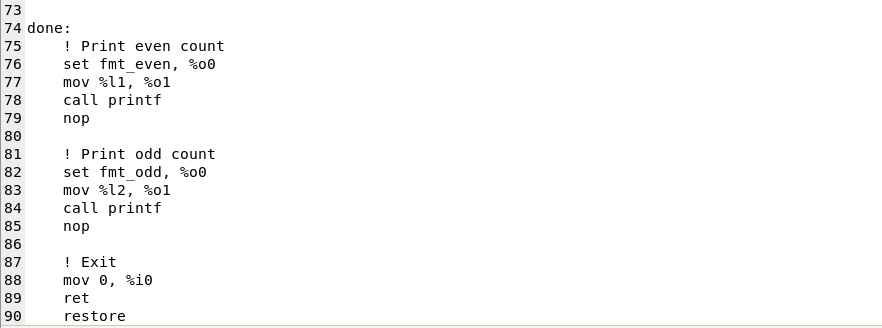 73
74 done:
75     ! Print even count
76     set fmt_even, %o0
77     mov %l1, %o1
78     call printf
79     nop
80
81     ! Print odd count
82     set fmt_odd, %o0
83     mov %l2, %o1
84     call printf
85     nop
86
87     ! Exit
88     mov 0, %i0
89     ret
90     restore